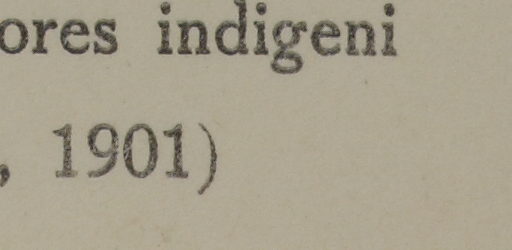 ores indigeni
, 1901)